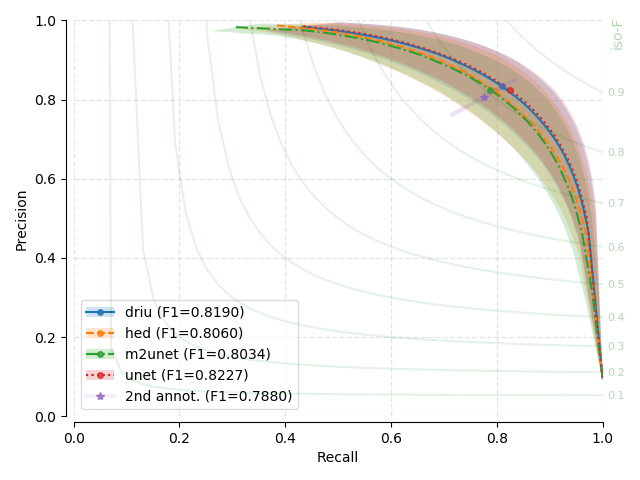 1.0
0.8
0.6
0.4
0.2
0.0
Precision
0.0
0.2
0.4
0.6
0.8
1.0
Recall
iso-F
0.9
0.8
0.7
0.6
0.5
0.4
0.3
0.2
0.1
driu (F1=0.8190)
hed (F1=0.8060)
m2unet (F1=0.8034)
unet (F1=0.8227)
2nd annot. (F1=0.7880)